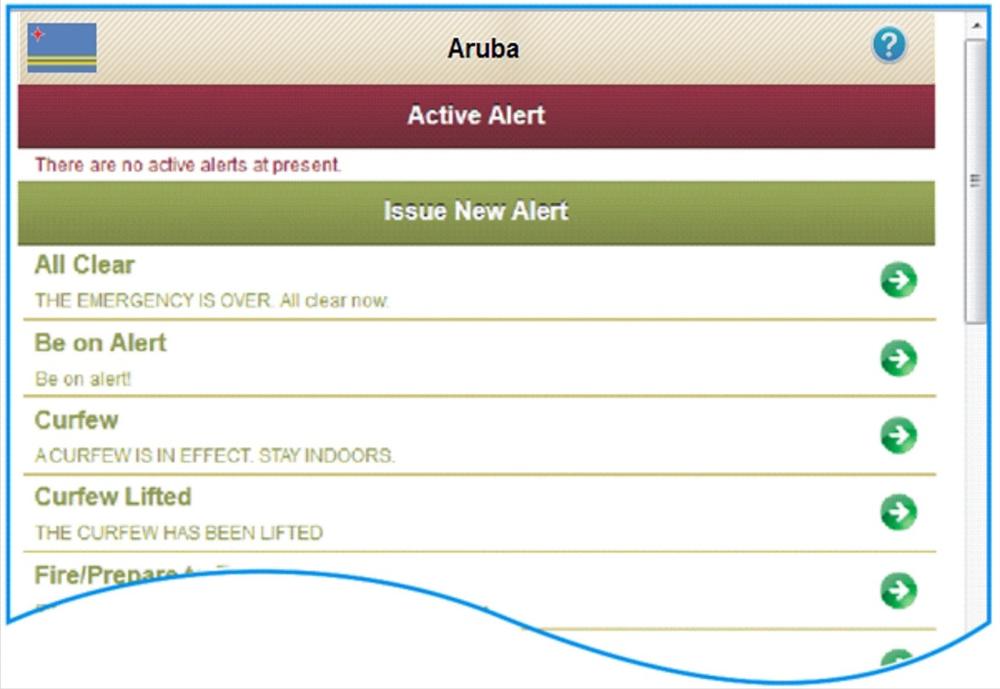 Aruba
?
Active Alert
There are no active alerts at present.
Issue New Alert
All Clear
THE EMERGENCY IS OVER. All clear now.
Be on Alert
Be on alert!
Curfew
A CURFEW IS IN EFFECT. STAY INDOORS.
Curfew Lifted
THE CURFEW HAS BEEN LIFTED
Fire/Prepare